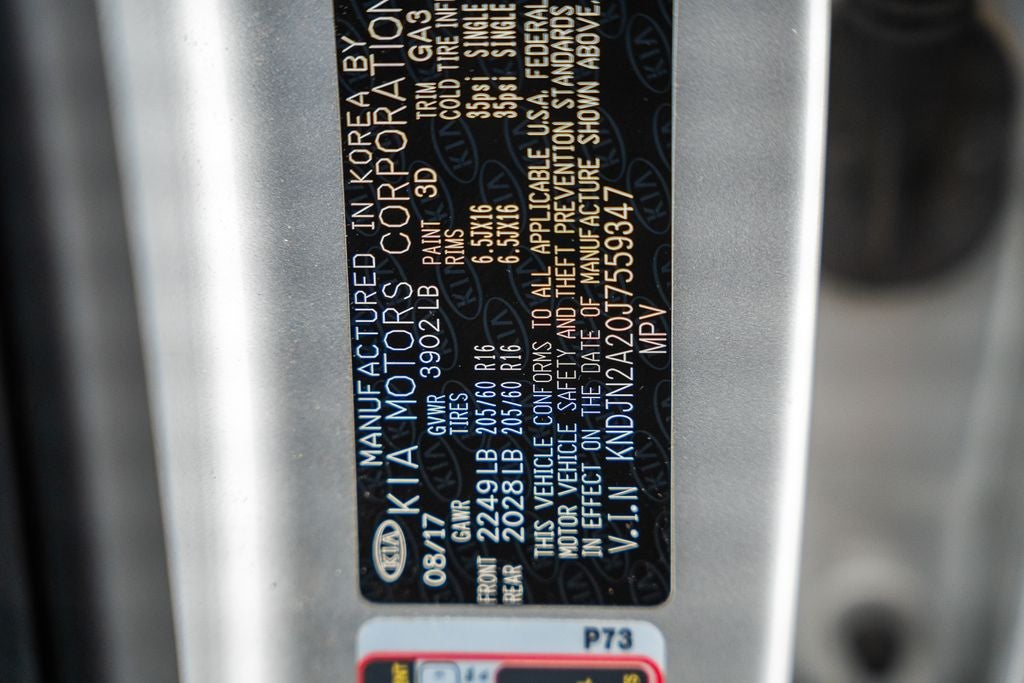 MANUFACTURED IN KOREA BY
KIA KIA MOTORS CORPORATION
08/17 GVWR 3902 LB PAINT 3D TRIM GA3
GAWR TIRES RIMS COLD TIRE INF
FRONT 2249LB 205/60 R16 6.5JX16 35psi SINGLE
REAR 2028LB 205/60 R16 6.5JX16 35psi SINGLE
THIS VEHICLE CONFORMS TO ALL APPLICABLE U.S.A. FEDERAL
MOTOR VEHICLE SAFETY AND THEFT PREVENTION STANDARDS
IN EFFECT ON THE DATE OF MANUFACTURE SHOWN ABOVE.
V.I.N KNDJN2A20J7559347
MPV
P73